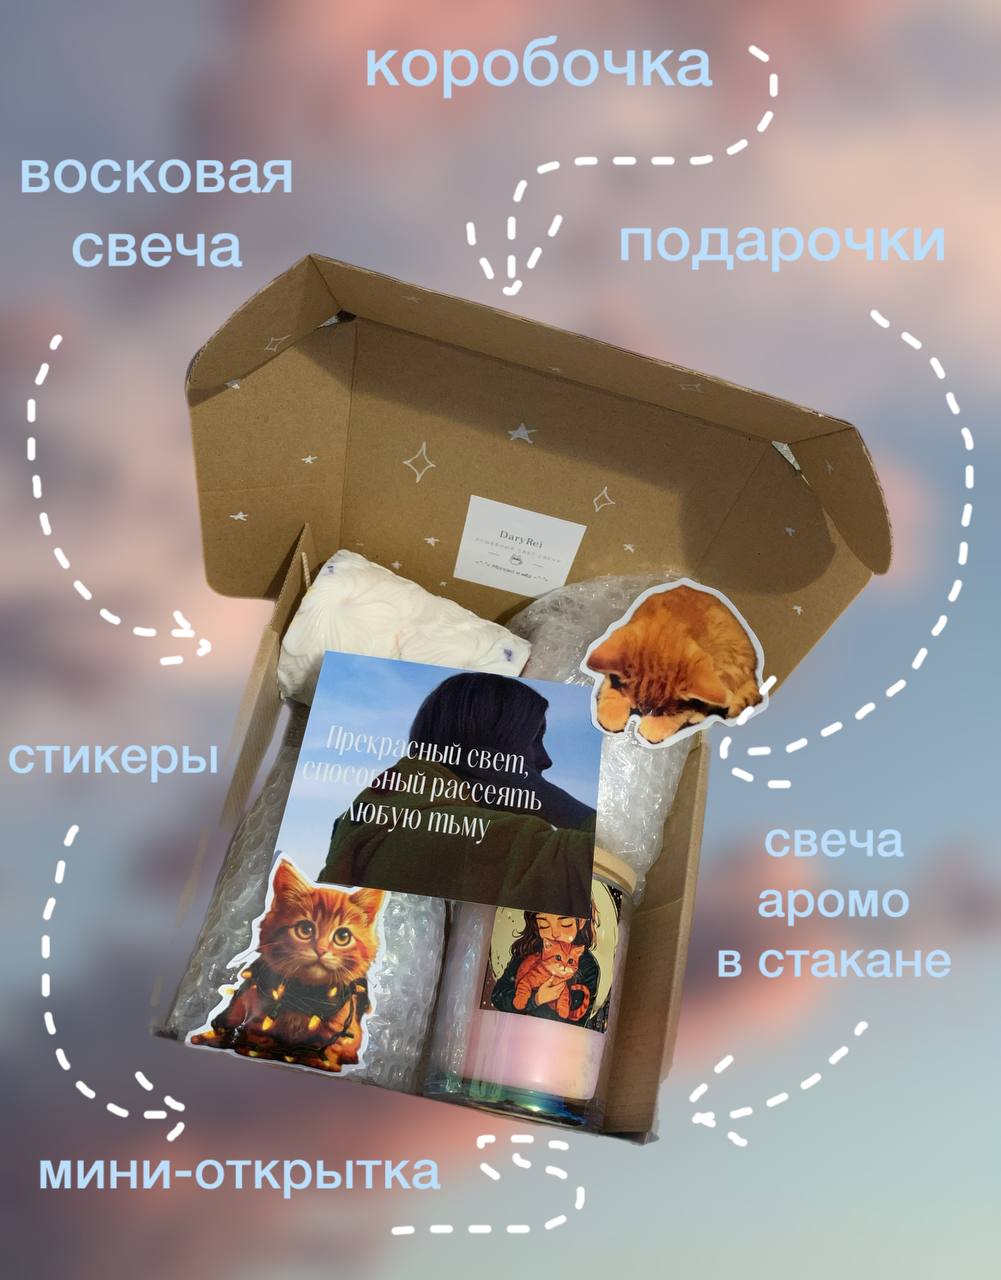 коробочка
восковая
свеча
подарочки
DaryRei
Прекрасный свет,
способный рассеять
любую тьму
стикеры
свеча
аромо
в стакане
мини-открытка